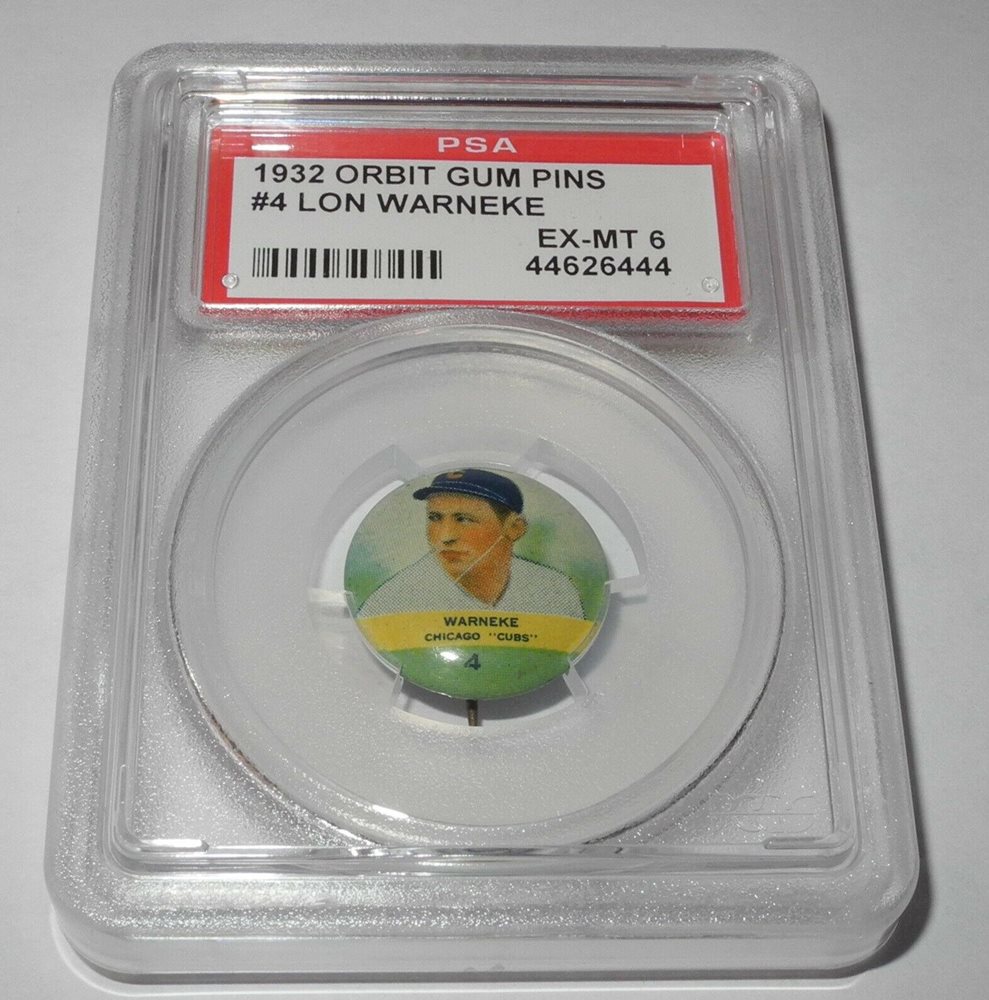 PSA
1932 ORBIT GUM PINS
#4 LON WARNEKE
EX-MT 6
44626444
C
WARNEKE
CHICAGO "CUBS"
4